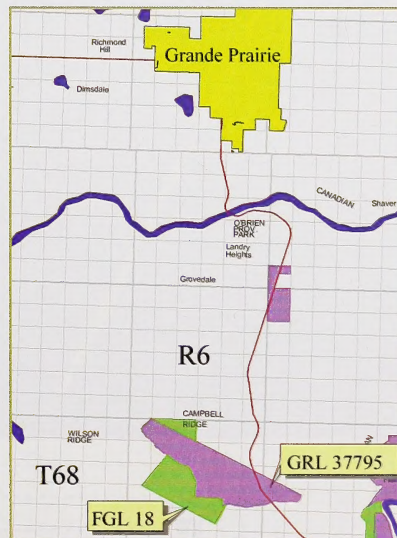 Richmond
Hill
Grande Prairie
Dimsdale
CANADIAN
Shaver
O'BRIEN
PROV.
PARK
Landry
Heights
Grovedale
R6
CAMPBELL
RIDGE
WILSON
RIDGE
GRL 37795
T68
FGL 18